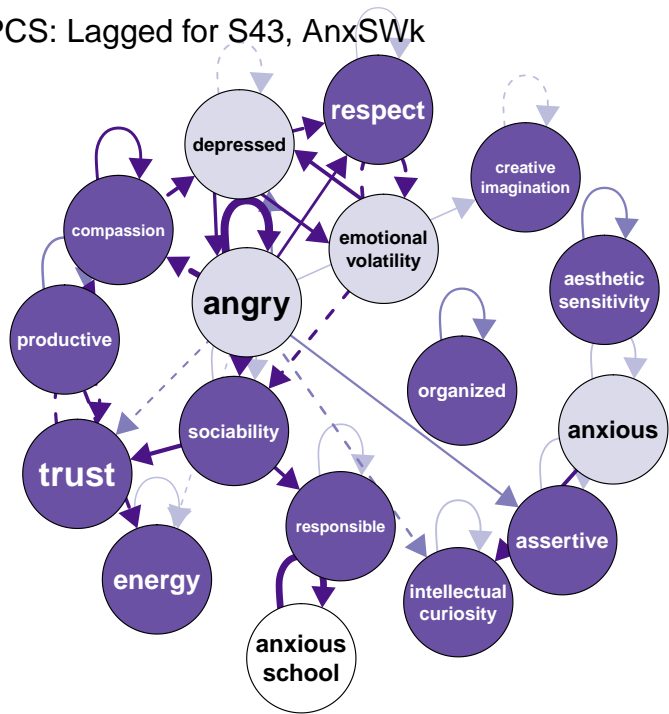 PCS: Lagged for S43, AnxSWk
respect
depressed
creative
imagination
compassion
emotional
volatility
aesthetic
sensitivity
angry
productive
organized
sociability
anxious
trust
responsible
assertive
energy
intellectual
curiosity
anxious
school